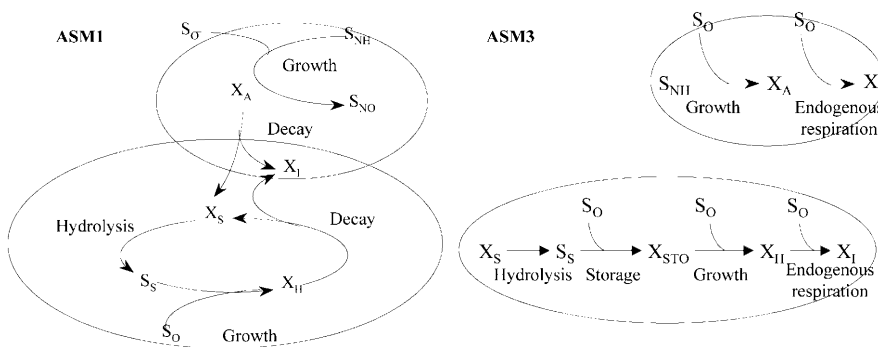 ASM1
S_O
S_NH
Growth
X_A
S_NO
Decay
X_I
X_S
Hydrolysis
Decay
S_S
X_H
S_O
Growth
ASM3
S_O
S_O
S_NH
X_A
X
Growth
Endogenous
respiration
S_O
S_O
S_O
X_S
S_S
X_STO
X_H
X_I
Hydrolysis
Storage
Growth
Endogenous
respiration